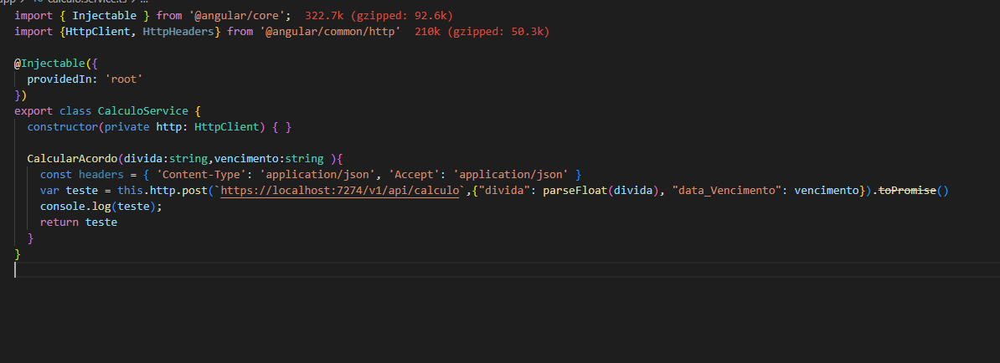 import { Injectable } from '@angular/core';  322.7k (gzipped: 92.6k)
import {HttpClient, HttpHeaders} from '@angular/common/http'  210k (gzipped: 50.3k)
@Injectable({
providedIn: 'root'
})
export class CalculoService {
constructor(private http: HttpClient) { }
CalcularAcordo(divida:string,vencimento:string ){
const headers = { 'Content-Type': 'application/json', 'Accept': 'application/json' }
var teste = this.http.post(`https://localhost:7274/v1/api/calculo`,{"divida": parseFloat(divida), "data_Vencimento": vencimento}).toPromise()
console.log(teste);
return teste
}
}